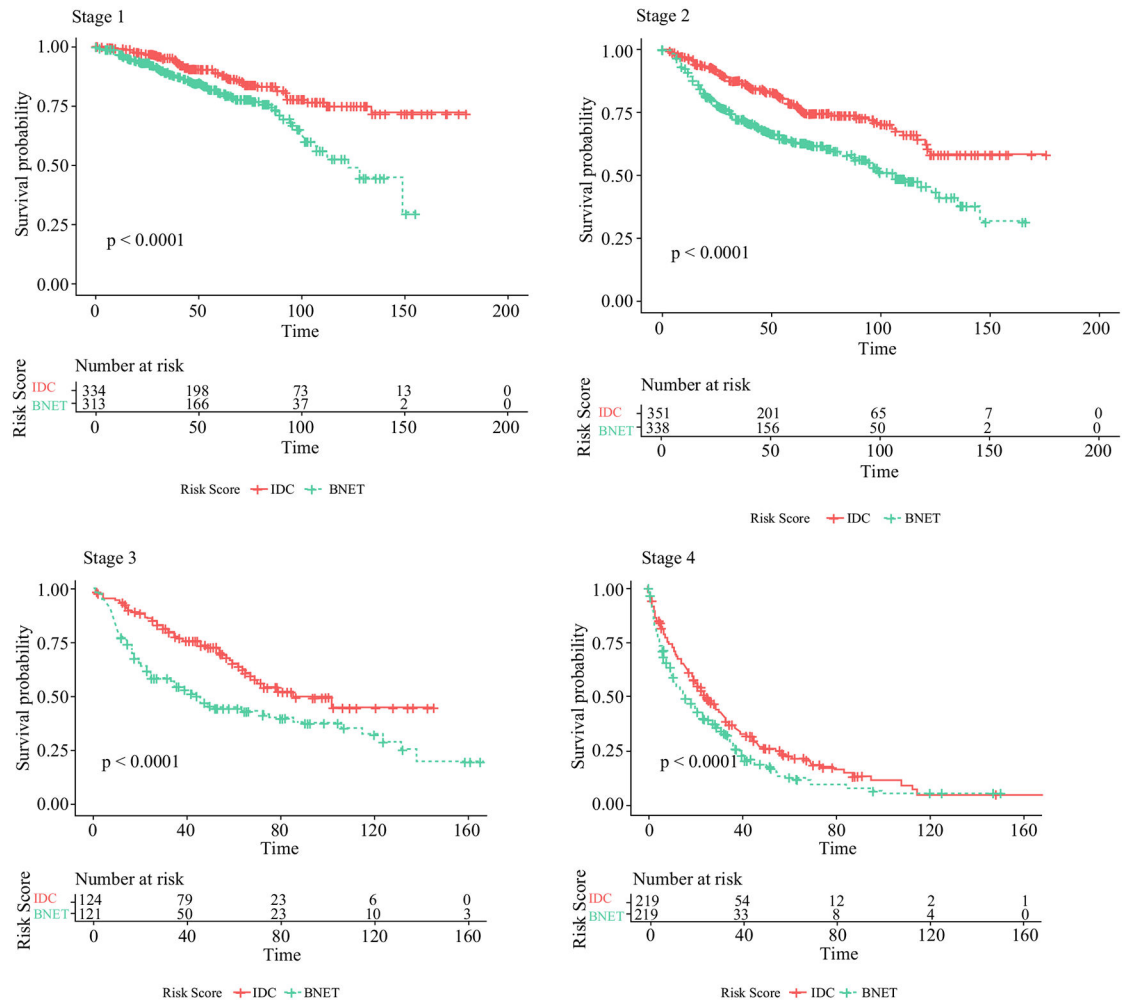 Stage 1
1.00
0.75
0.50
0.25
0.00
Survival probability
p < 0.0001
0 50 100 150 200
Time
Number at risk
Risk Score
IDC 334 198 73 13 0
BNET 313 166 37 2 0
0 50 100 150 200
Time
Risk Score IDC BNET
Stage 2
1.00
0.75
0.50
0.25
0.00
Survival probability
p < 0.0001
0 50 100 150 200
Time
Number at risk
Risk Score
IDC 351 201 65 7 0
BNET 338 156 50 2 0
0 50 100 150 200
Time
Risk Score IDC BNET
Stage 3
1.00
0.75
0.50
0.25
0.00
Survival probability
p < 0.0001
0 40 80 120 160
Time
Number at risk
Risk Score
IDC 124 79 23 6 0
BNET 121 50 23 10 3
0 40 80 120 160
Time
Risk Score IDC BNET
Stage 4
1.00
0.75
0.50
0.25
0.00
Survival probability
p < 0.0001
0 40 80 120 160
Time
Number at risk
Risk Score
IDC 219 54 12 2 1
BNET 219 33 8 4 0
0 40 80 120 160
Time
Risk Score IDC BNET